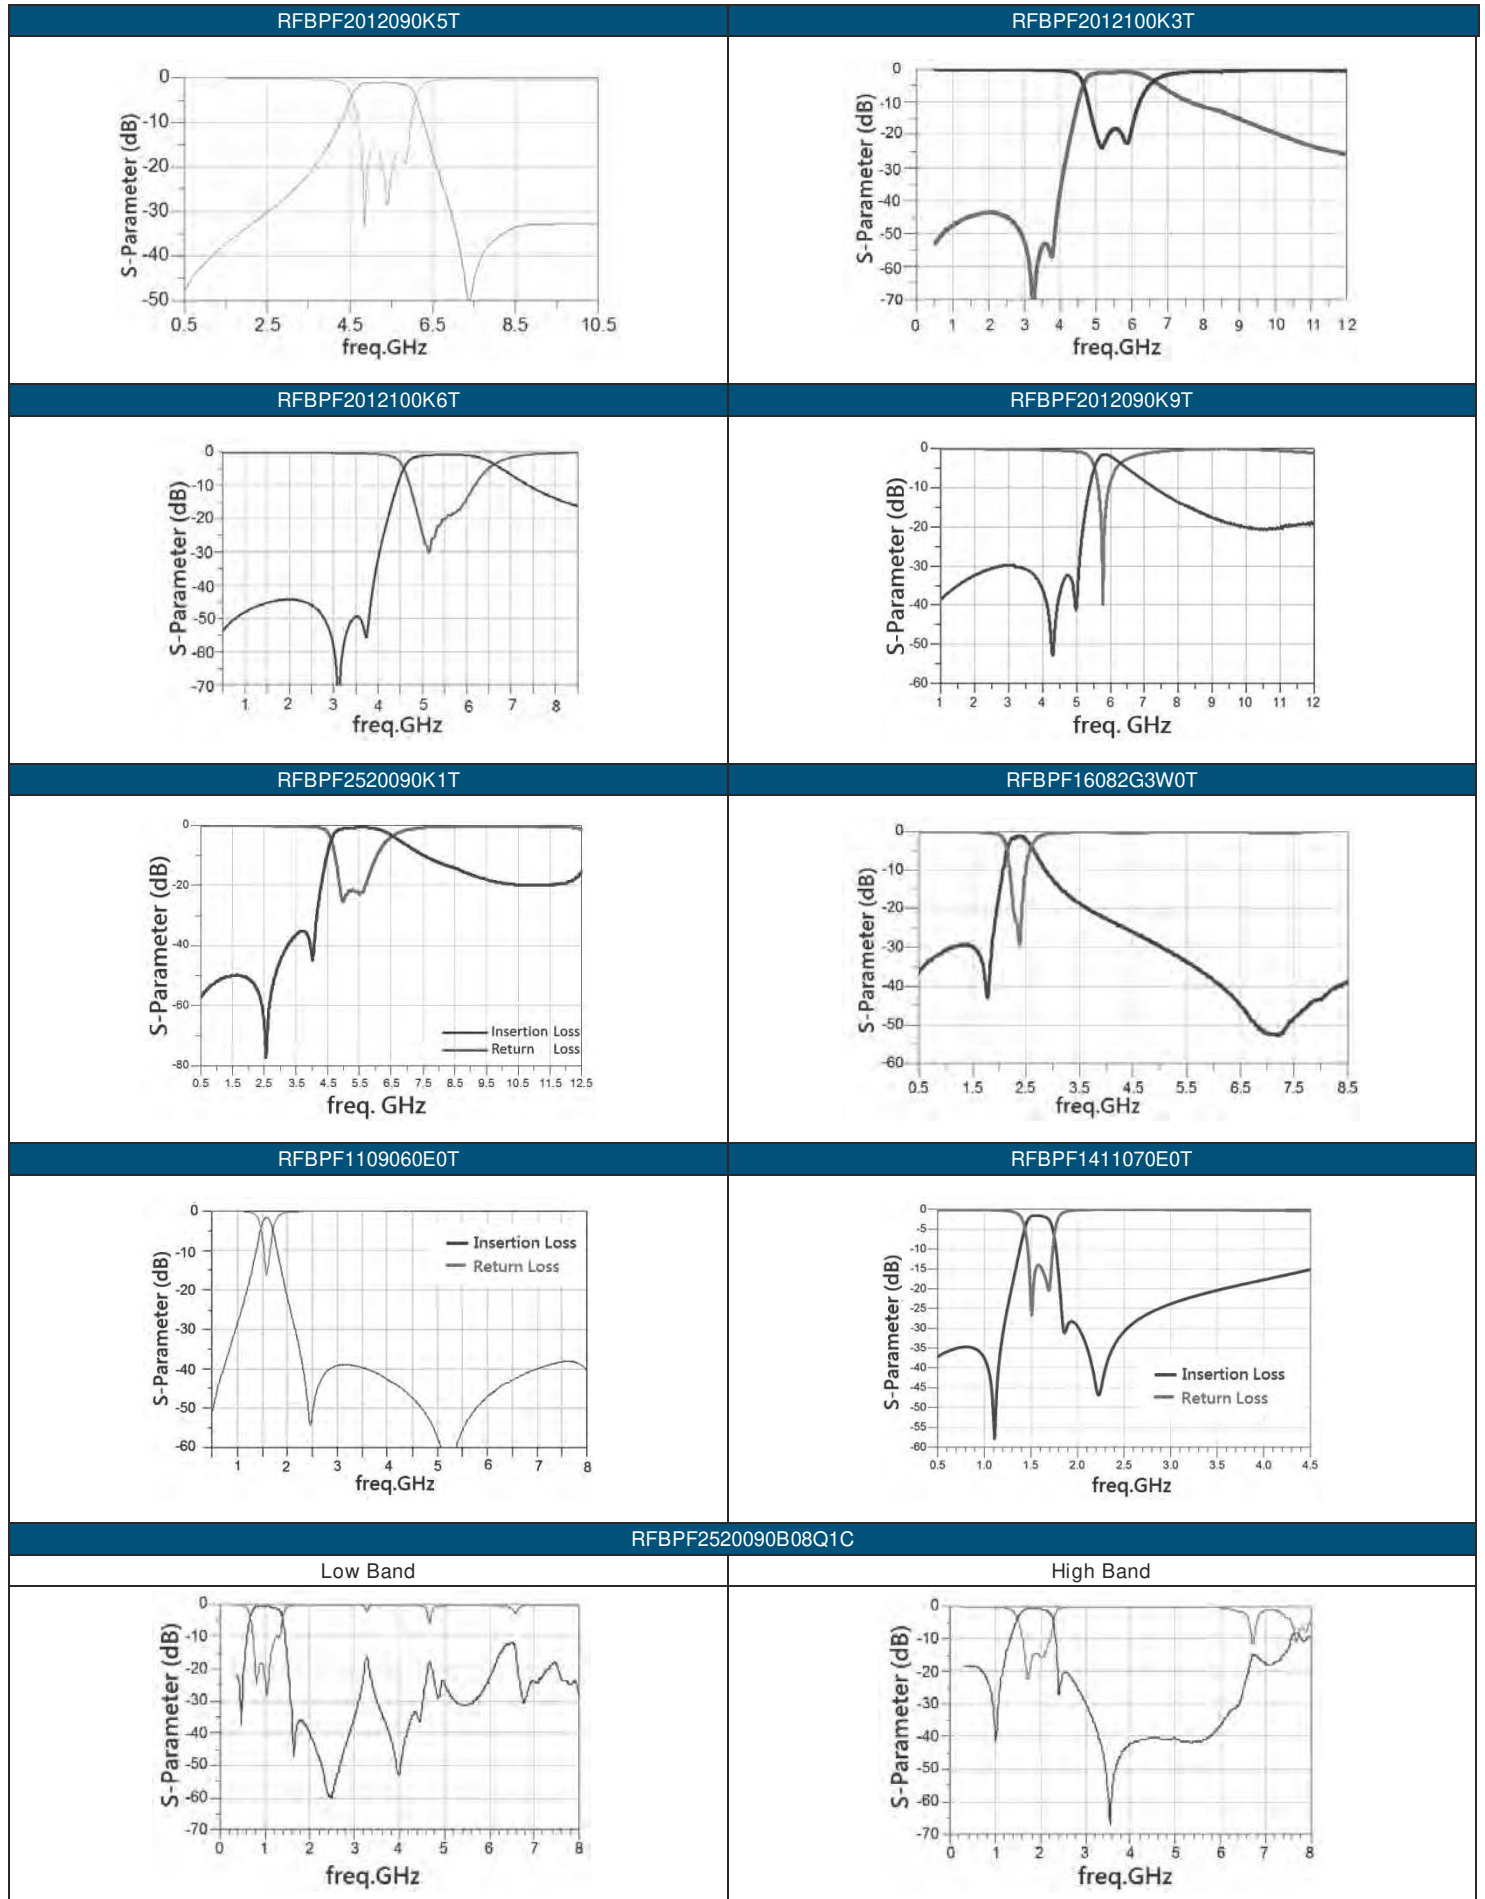 RFBPF2012090K5T
RFBPF2012100K3T
S-Parameter (dB)
0
-10
-20
-30
-40
-50
0.5 2.5 4.5 6.5 8.5 10.5
freq.GHz
S-Parameter (dB)
0
-10
-20
-30
-40
-50
-60
-70
0 1 2 3 4 5 6 7 8 9 10 11 12
freq.GHz
RFBPF2012100K6T
RFBPF2012090K9T
S-Parameter (dB)
0
-10
-20
-30
-40
-50
-60
-70
1 2 3 4 5 6 7 8
freq.GHz
S-Parameter (dB)
0
-10
-20
-30
-40
-50
-60
1 2 3 4 5 6 7 8 9 10 11 12
freq. GHz
RFBPF2520090K1T
RFBPF16082G3W0T
S-Parameter (dB)
0
-20
-40
-60
-80
Insertion Loss
Return Loss
0.5 1.5 2.5 3.5 4.5 5.5 6.5 7.5 8.5 9.5 10.5 11.5 12.5
freq. GHz
S-Parameter (dB)
0
-10
-20
-30
-40
-50
-60
0.5 1.5 2.5 3.5 4.5 5.5 6.5 7.5 8.5
freq.GHz
RFBPF1109060E0T
RFBPF1411070E0T
S-Parameter (dB)
0
-10
-20
-30
-40
-50
-60
Insertion Loss
Return Loss
1 2 3 4 5 6 7 8
freq.GHz
S-Parameter (dB)
0
-5
-10
-15
-20
-25
-30
-35
-40
-45
-50
-55
-60
Insertion Loss
Return Loss
0.5 1.0 1.5 2.0 2.5 3.0 3.5 4.0 4.5
freq.GHz
RFBPF2520090B08Q1C
Low Band
High Band
S-Parameter (dB)
0
-10
-20
-30
-40
-50
-60
-70
0 1 2 3 4 5 6 7 8
freq.GHz
S-Parameter (dB)
0
-10
-20
-30
-40
-50
-60
-70
0 1 2 3 4 5 6 7 8
freq.GHz